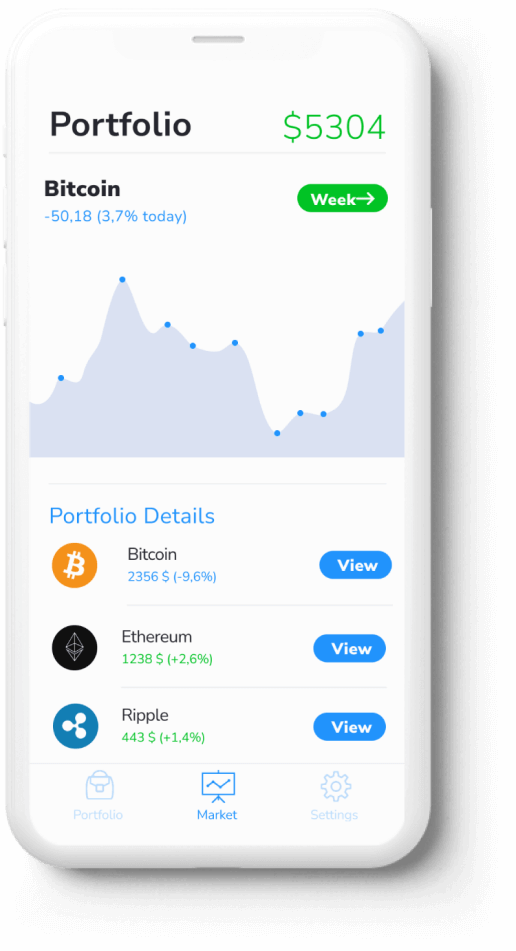 Portfolio
$5304
Bitcoin
-50,18 (3,7% today)
Week→
Portfolio Details
Bitcoin
2356 $ (-9,6%)
View
Ethereum
1238 $ (+2,6%)
View
Ripple
443 $ (+1,4%)
View
Portfolio
Market
Settings